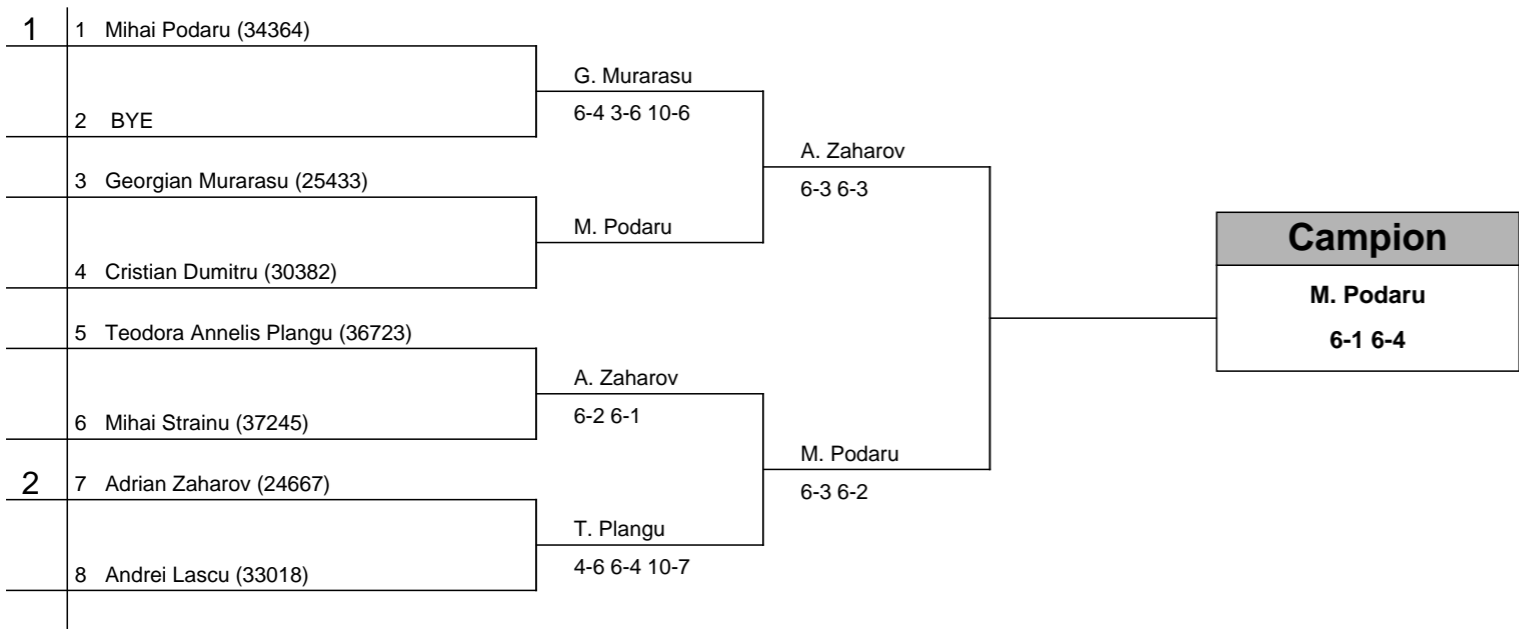 1 1 Mihai Podaru (34364)
G. Murarasu
6-4 3-6 10-6
2 BYE
A. Zaharov
6-3 6-3
3 Georgian Murarasu (25433)
M. Podaru
4 Cristian Dumitru (30382)
Campion
M. Podaru
6-1 6-4
5 Teodora Annelis Plangu (36723)
A. Zaharov
6-2 6-1
6 Mihai Strainu (37245)
M. Podaru
6-3 6-2
2 7 Adrian Zaharov (24667)
T. Plangu
4-6 6-4 10-7
8 Andrei Lascu (33018)